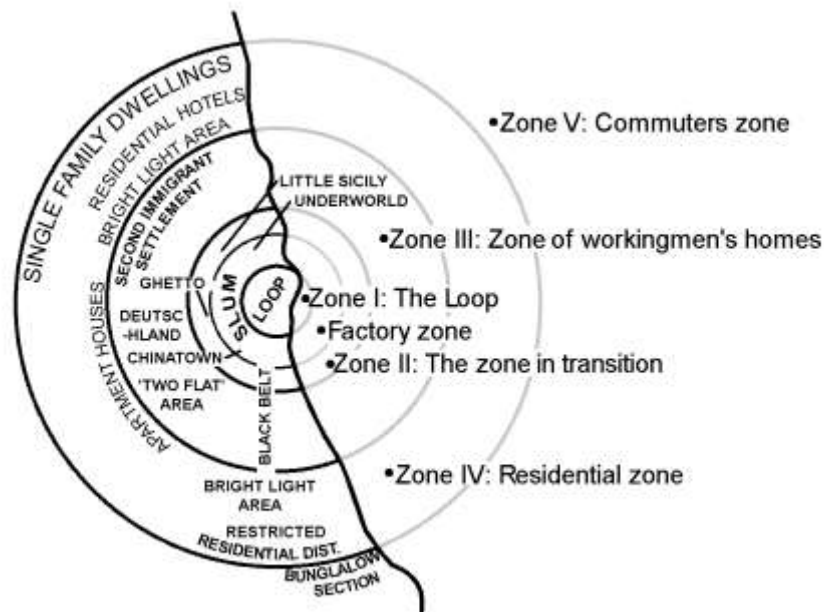 SINGLE FAMILY DWELLINGS
RESIDENTIAL HOTELS
BRIGHT LIGHT AREA
SECOND IMMIGRANT
SETTLEMENT
LITTLE SICILY
UNDERWORLD
GHETTO
SLUM
LOOP
DEUTSC
-HLAND
CHINATOWN
'TWO FLAT'
AREA
APARTMENT HOUSES
BLACK BELT
BRIGHT LIGHT
AREA
RESTRICTED
RESIDENTIAL DIST.
BUNGLALOW
SECTION
•Zone V: Commuters zone
•Zone III: Zone of workingmen's homes
•Zone I: The Loop
•Factory zone
•Zone II: The zone in transition
•Zone IV: Residential zone